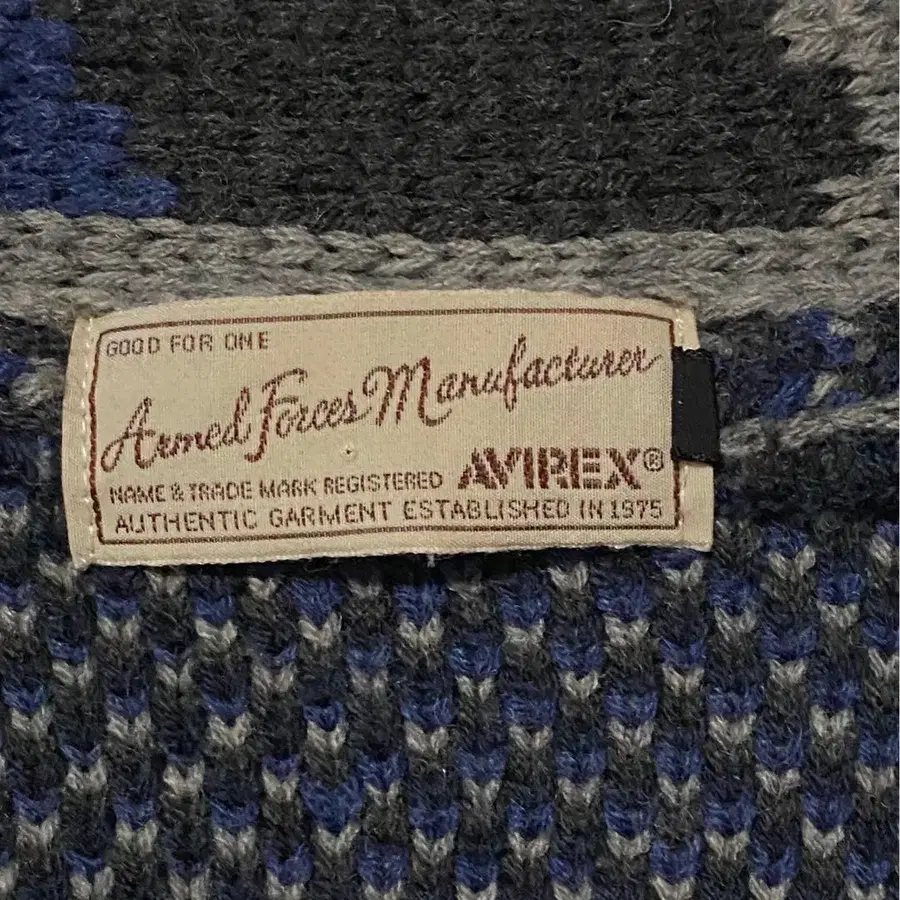 GOOD FOR ONE
Armed Forces Manufacturer
NAME & TRADE MARK REGISTERED AVIREX®
AUTHENTIC GARMENT ESTABLISHED IN 1975